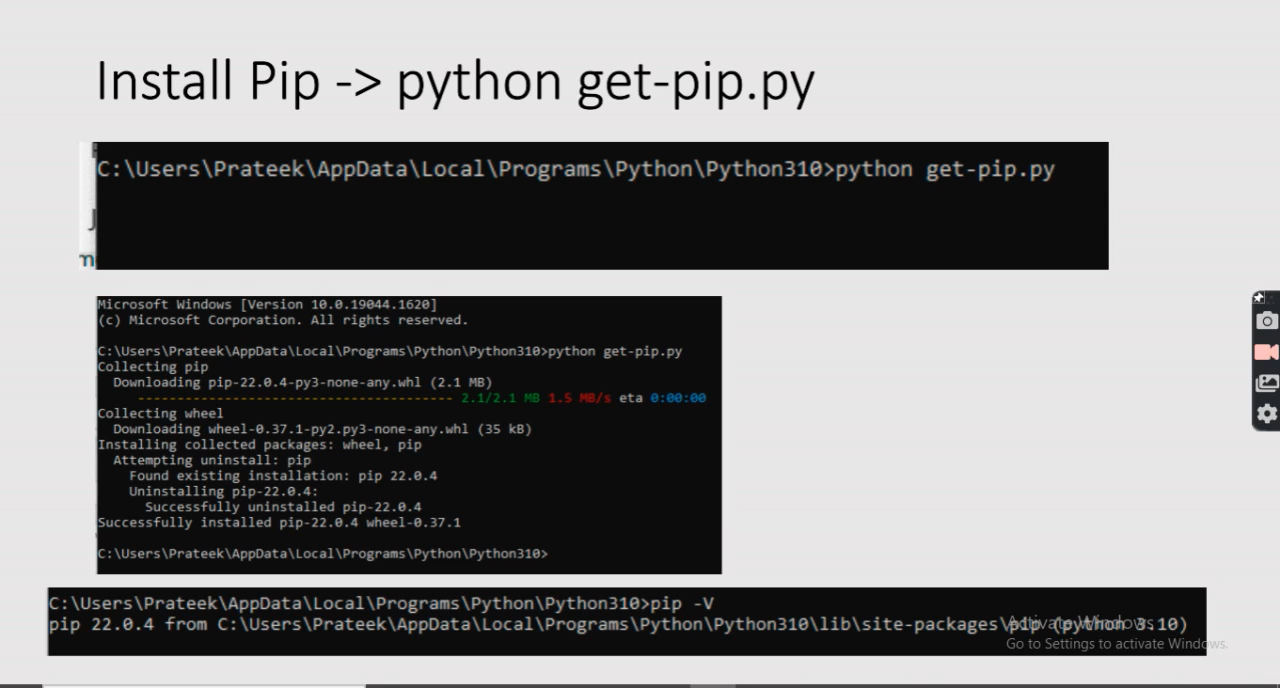 Install Pip -> python get-pip.py
C:\Users\Prateek\AppData\Local\Programs\Python\Python310>python get-pip.py
Microsoft Windows [Version 10.0.19044.1620]
(c) Microsoft Corporation. All rights reserved.
C:\Users\Prateek\AppData\Local\Programs\Python\Python310>python get-pip.py
Collecting pip
Downloading pip-22.0.4-py3-none-any.whl (2.1 MB)
---------------------------------------- 2.1/2.1 MB 1.5 MB/s eta 0:00:00
Collecting wheel
Downloading wheel-0.37.1-py2.py3-none-any.whl (35 kB)
Installing collected packages: wheel, pip
Attempting uninstall: pip
Found existing installation: pip 22.0.4
Uninstalling pip-22.0.4:
Successfully uninstalled pip-22.0.4
Successfully installed pip-22.0.4 wheel-0.37.1
C:\Users\Prateek\AppData\Local\Programs\Python\Python310>
C:\Users\Prateek\AppData\Local\Programs\Python\Python310>pip -V
pip 22.0.4 from C:\Users\Prateek\AppData\Local\Programs\Python\Python310\lib\site-packages\pip (python 3.10)
Activate Windows
Go to Settings to activate Windows.